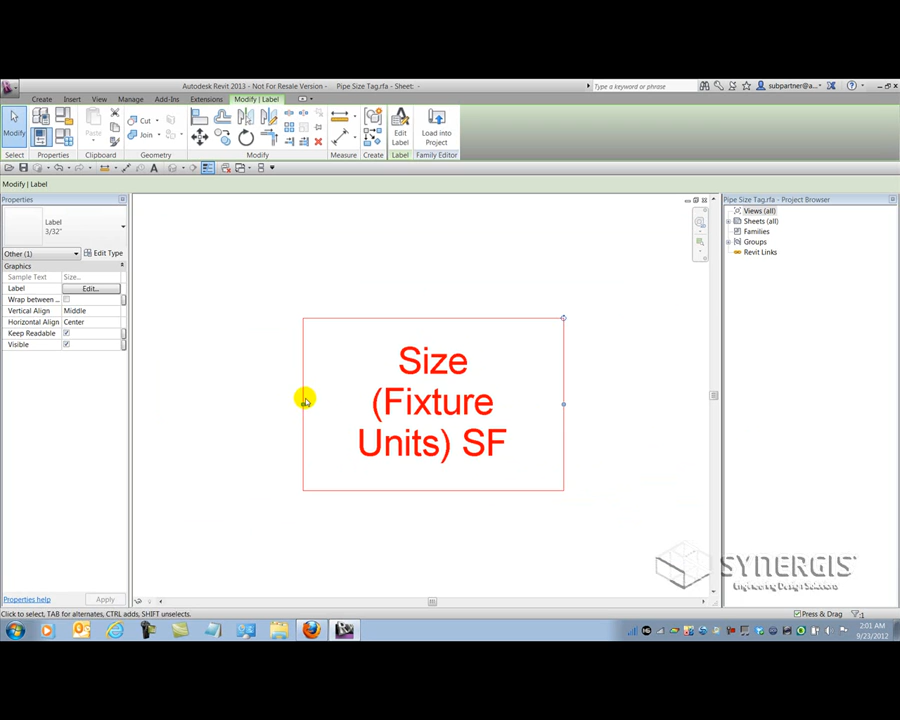 Autodesk Revit 2013 - Not For Resale Version - Pipe Size Tag.rfa - Sheet:
Type a keyword or phrase
subpartner@a...
Create Insert View Manage Add-Ins Extensions Modify | Label
Modify
Paste
Cut
Join
Edit
Label
Load into
Project
Select Properties Clipboard Geometry Modify Measure Create Label Family Editor
Modify | Label
Properties
Label
3/32"
Other (1)
Edit Type
Graphics
Sample Text Size...
Label Edit...
Wrap between ...
Vertical Align Middle
Horizontal Align Center
Keep Readable
Visible
Properties help
Apply
Size
(Fixture
Units) SF
Pipe Size Tag.rfa - Project Browser
Views (all)
Sheets (all)
Families
Groups
Revit Links
SYNERGIS
Engineering Design Solutions
Click to select, TAB for alternates, CTRL adds, SHIFT unselects.
Press & Drag
:1
2:01 AM
9/23/2012